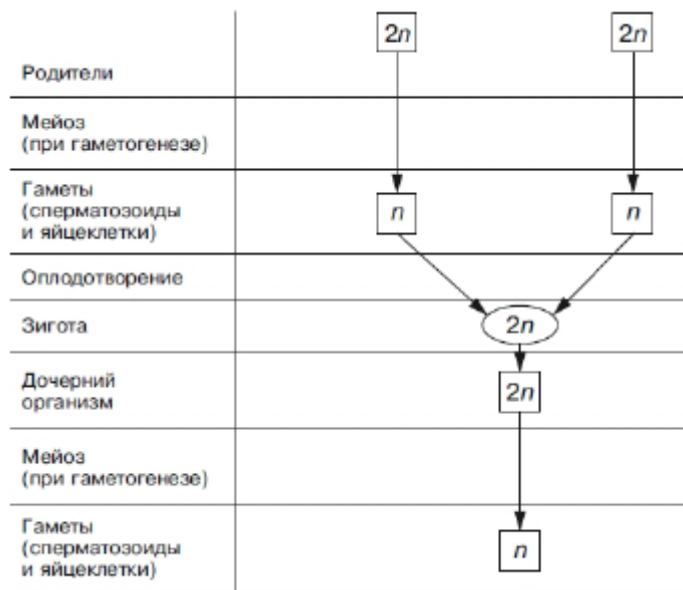 2n 2n
Родители
Мейоз
(при гаметогенезе)
Гаметы
(сперматозоиды
и яйцеклетки)
n n
Оплодотворение
Зигота
2n
Дочерний
организм
2n
Мейоз
(при гаметогенезе)
Гаметы
(сперматозоиды
и яйцеклетки)
n